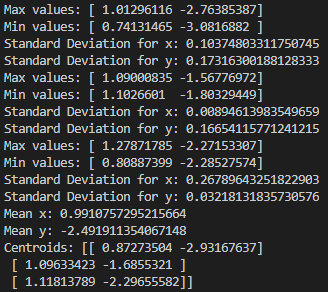 Max values: [ 1.01296116 -2.76385387]
Min values: [ 0.74131465 -3.0816882 ]
Standard Deviation for x: 0.10374803311750745
Standard Deviation for y: 0.17316300188128333
Max values: [ 1.09000835 -1.56776972]
Min values: [ 1.1026601  -1.80329449]
Standard Deviation for x: 0.00894613983549659
Standard Deviation for y: 0.16654115771241215
Max values: [ 1.27871785 -2.27153307]
Min values: [ 0.80887399 -2.28527574]
Standard Deviation for x: 0.26789643251822903
Standard Deviation for y: 0.03218131835730576
Mean x: 0.9910757295215664
Mean y: -2.491911354067148
Centroids: [[ 0.87273504 -2.93167637]
 [ 1.09633423 -1.6855321 ]
 [ 1.11813789 -2.29655582]]